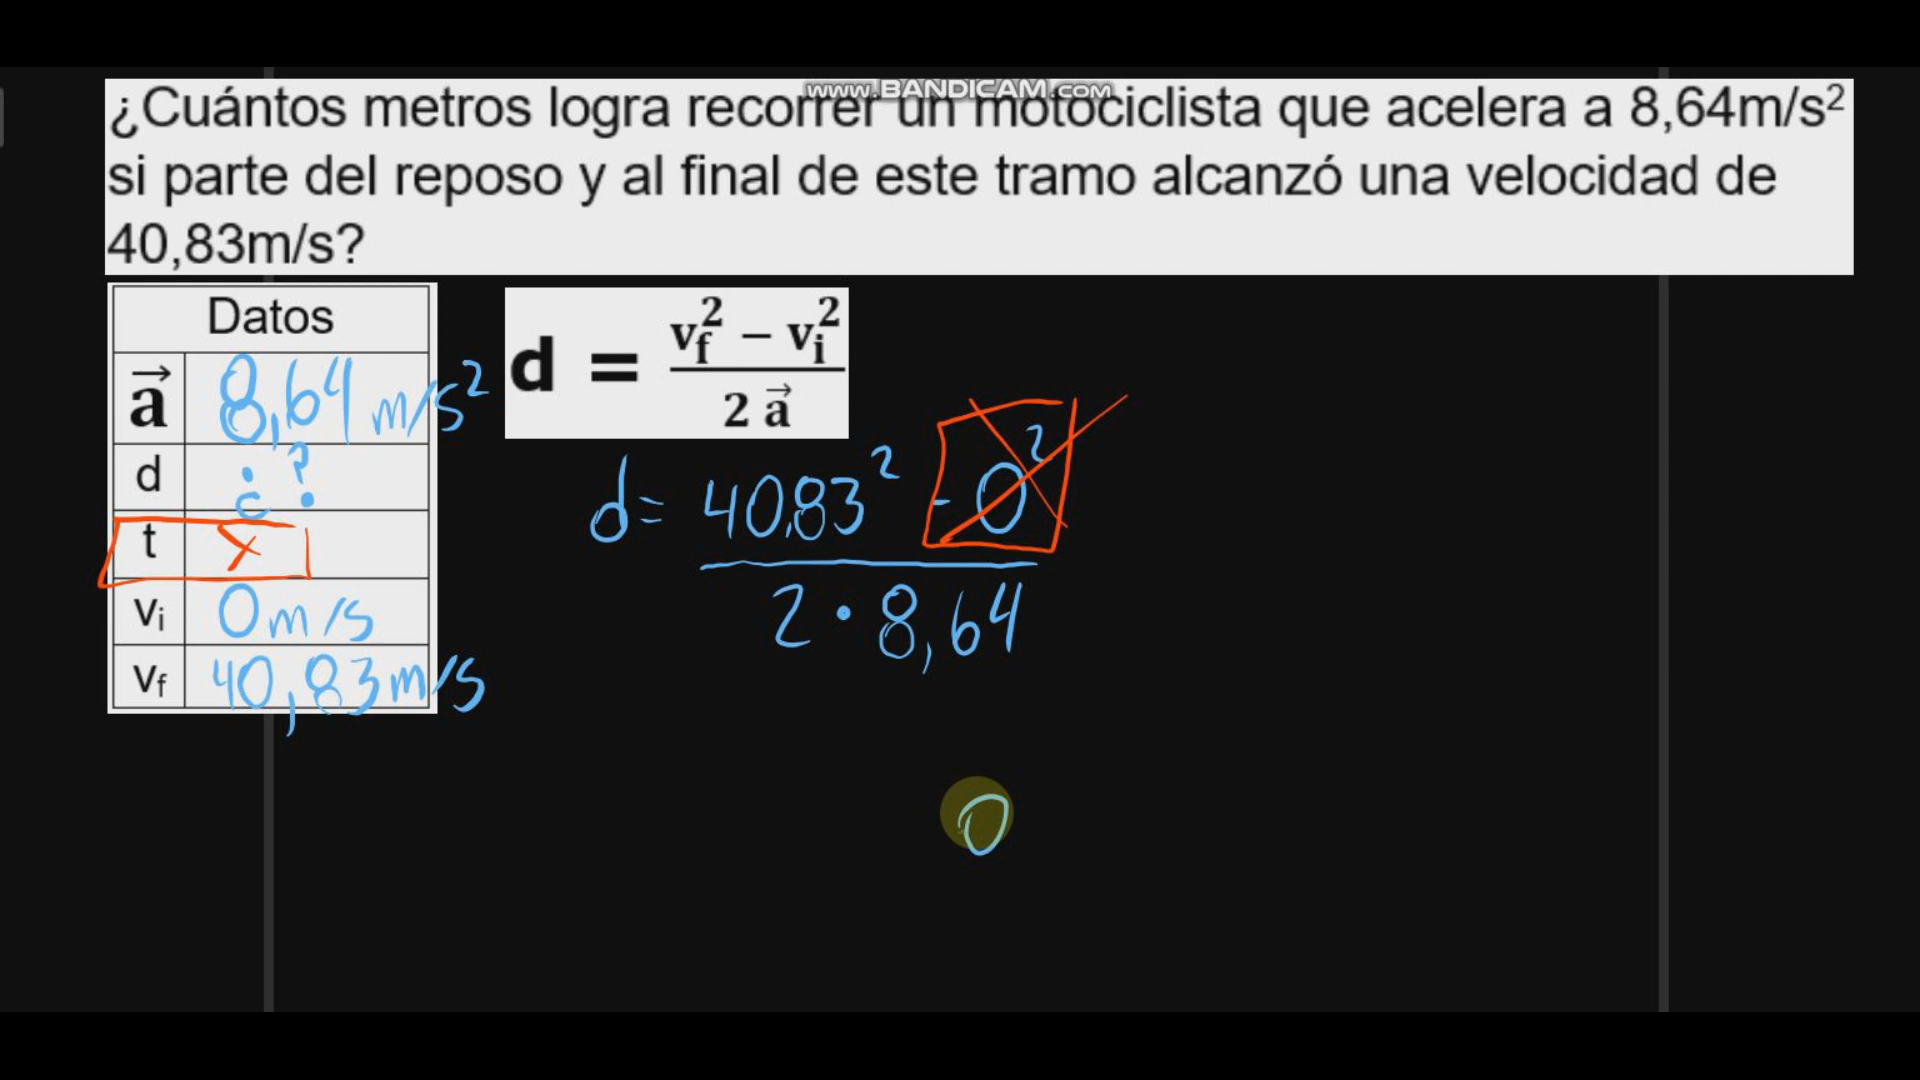 www.BANDICAM.com
¿Cuántos metros logra recorrer un motociclista que acelera a 8,64m/s²
si parte del reposo y al final de este tramo alcanzó una velocidad de
40,83m/s?
Datos
a⃗ 8,64 m/s²
d ¿?
t X
vᵢ 0 m/s
v_f 40,83 m/s
d = (v_f² − vᵢ²) / (2 a⃗)
d = 40,83² - 0²
2 · 8,64
0